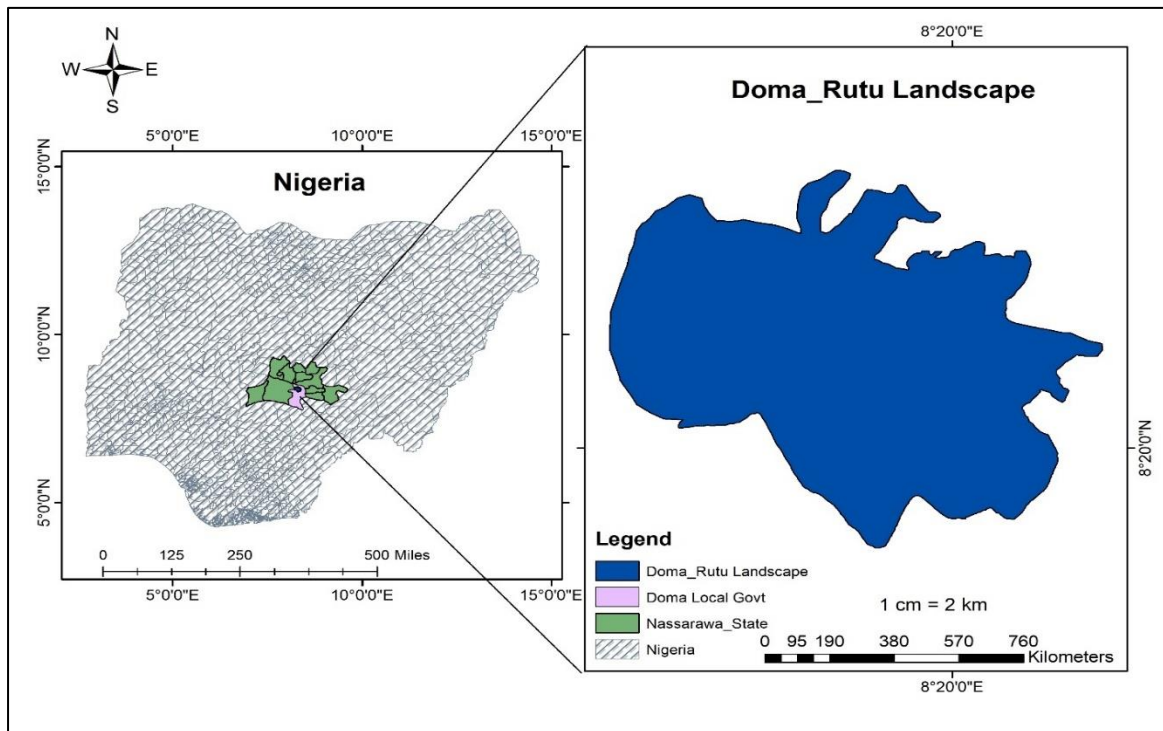 N
W E
S
5°0'0"E 10°0'0"E 15°0'0"E
Nigeria
15°0'0"N
10°0'0"N
5°0'0"N
0 125 250 500 Miles
5°0'0"E 10°0'0"E 15°0'0"E
8°20'0"E
Doma_Rutu Landscape
8°20'0"N
Legend
Doma_Rutu Landscape
Doma Local Govt
Nassarawa_State
Nigeria
1 cm = 2 km
0 95 190 380 570 760
Kilometers
8°20'0"E